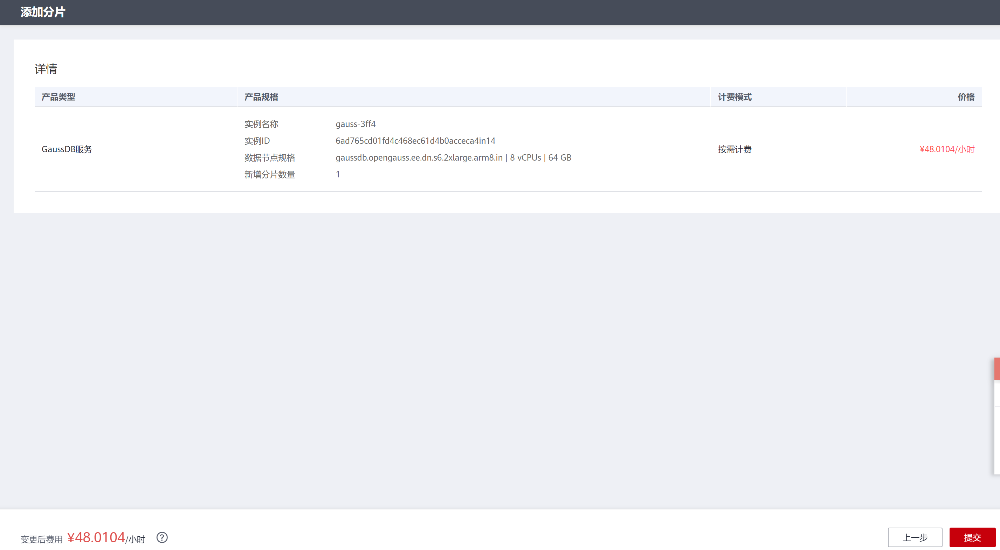 添加分片
详情
产品类型 产品规格 计费模式 价格
实例名称 gauss-3ff4
实例ID 6ad765cd01fd4c468ec61d4b0acceca4in14
GaussDB服务 按需计费 ¥48.0104/小时
数据节点规格 gaussdb.opengauss.ee.dn.s6.2xlarge.arm8.in | 8 vCPUs | 64 GB
新增分片数量 1
变更后费用 ¥48.0104/小时 ?
上一步 提交